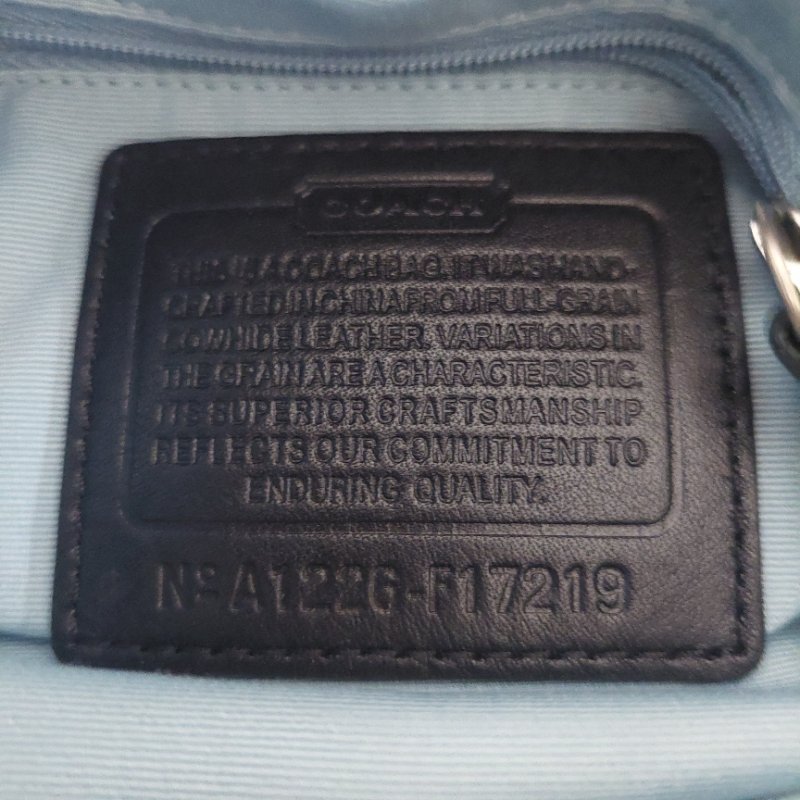 COACH
THIS IS A COACH BAG. IT WAS HAND-
CRAFTED IN CHINA FROM FULL-GRAIN
COWHIDE LEATHER. VARIATIONS IN
THE GRAIN ARE A CHARACTERISTIC.
ITS SUPERIOR CRAFTSMANSHIP
REFLECTS OUR COMMITMENT TO
ENDURING QUALITY.
No A1226-F17219